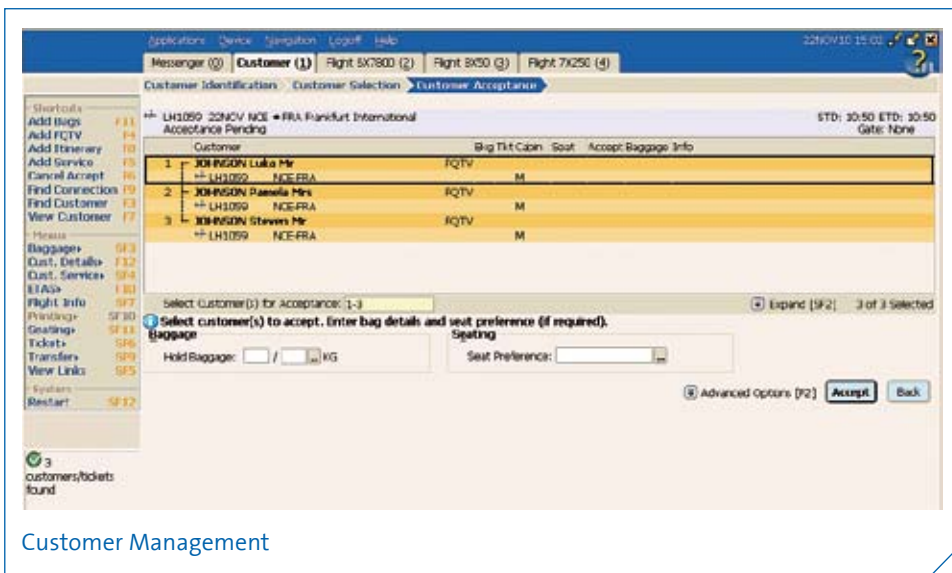 Applications Device Navigation Logoff Help 22NOV10 15:02
Messenger (0) Customer (1) Flight 5X7800 (2) Flight 8X50 (3) Flight 7X250 (4)
Customer Identification Customer Selection Customer Acceptance
Shortcuts
Add Bags F11
Add FQTV F4
Add Itinerary
Add Service
Cancel Accept
Find Connection F9
Find Customer F3
View Customer F7
Menus
Baggage SF3
Cust. Details F12
Cust. Service SF4
ETAS F10
Flight Info SF7
Printing SF10
Seating SF11
Ticket SF6
Transfer SF9
View Links SF5
System
Restart SF12
3
customers/tickets
found
LH1059 22NOV NCE FRA Frankfurt International STD: 10:50 ETD: 10:50
Acceptance Pending Gate: None
Customer Bkg Tkt Cabin Seat Accept Baggage Info
1 JOHNSON Luka Mr FQTV
LH1059 NCE-FRA M
2 JOHNSON Pamela Mrs FQTV
LH1059 NCE-FRA M
3 JOHNSON Stevens Mr FQTV
LH1059 NCE-FRA M
Select Customer(s) for Acceptance: 1-3 Expand [SF2] 3 of 3 Selected
Select customer(s) to accept. Enter bag details and seat preference (if required).
Baggage Seating
Hold Baggage: / KG Seat Preference:
Advanced Options [F2] Accept Back
Customer Management